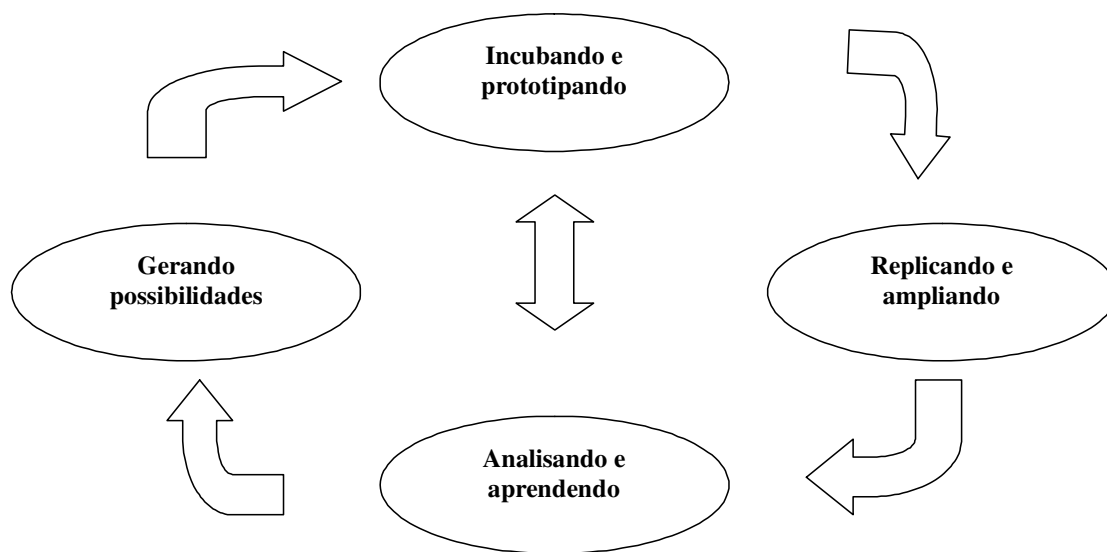 Incubando e
prototipando
Gerando
possibilidades
Replicando e
ampliando
Analisando e
aprendendo